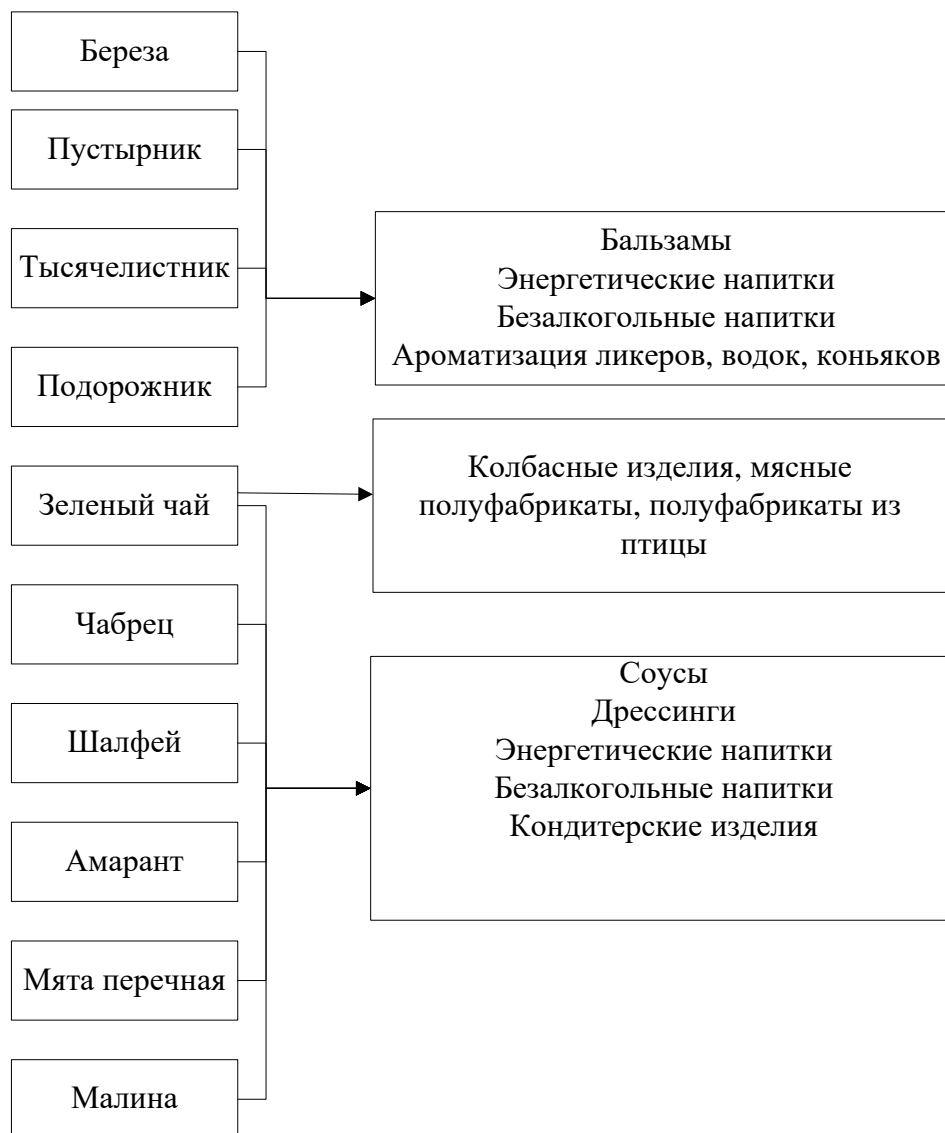 Береза
Пустырник
Тысячелистник
Подорожник
Зеленый чай
Чабрец
Шалфей
Амарант
Мята перечная
Малина
Бальзамы
Энергетические напитки
Безалкогольные напитки
Ароматизация ликеров, водок, коньяков
Колбасные изделия, мясные
полуфабрикаты, полуфабрикаты из
птицы
Соусы
Дрессинги
Энергетические напитки
Безалкогольные напитки
Кондитерские изделия